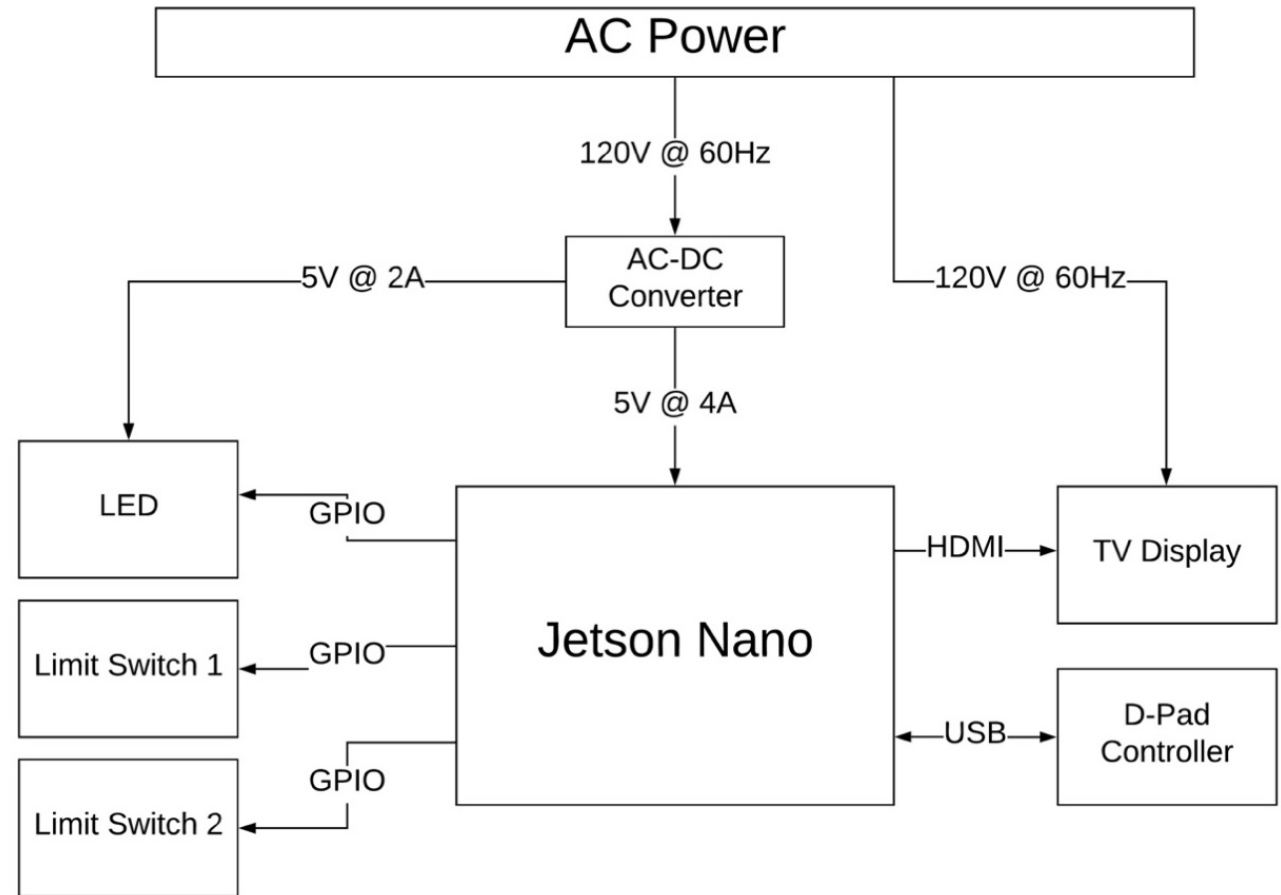 AC Power
120V @ 60Hz
AC-DC
Converter
5V @ 2A
120V @ 60Hz
5V @ 4A
LED
GPIO
Jetson Nano
HDMI
TV Display
Limit Switch 1
GPIO
USB
D-Pad
Controller
Limit Switch 2
GPIO